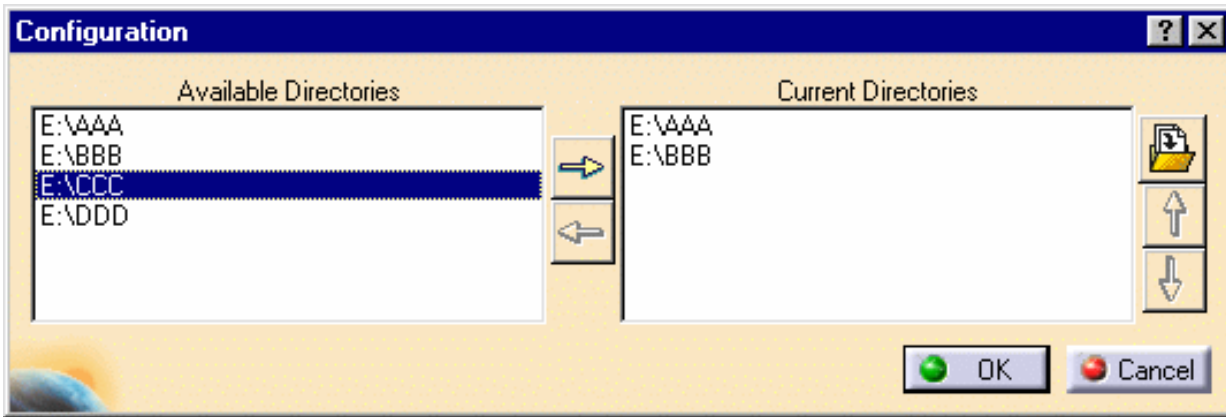 Configuration
Available Directories
E:\AAA
E:\BBB
E:\CCC
E:\DDD
Current Directories
E:\AAA
E:\BBB
OK
Cancel